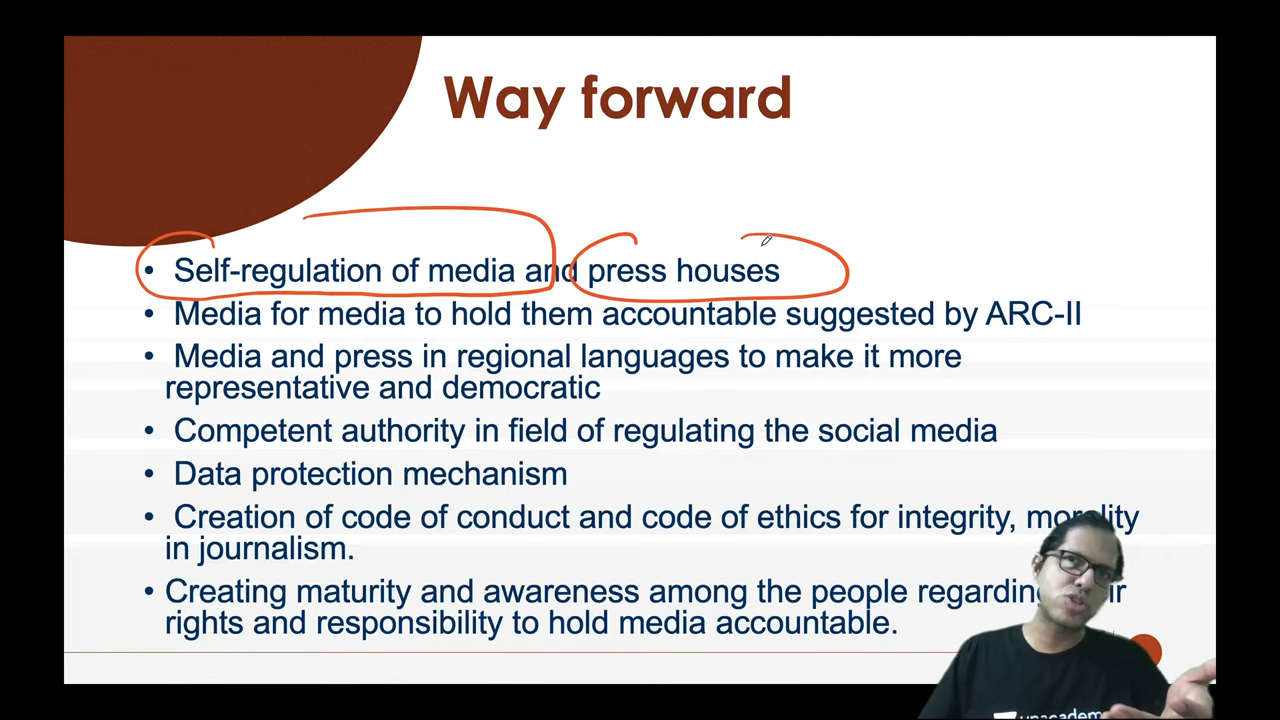 Way forward
• Self-regulation of media and press houses
• Media for media to hold them accountable suggested by ARC-II
• Media and press in regional languages to make it more
representative and democratic
• Competent authority in field of regulating the social media
• Data protection mechanism
• Creation of code of conduct and code of ethics for integrity, morality
in journalism.
• Creating maturity and awareness among the people regarding
rights and responsibility to hold media accountable.